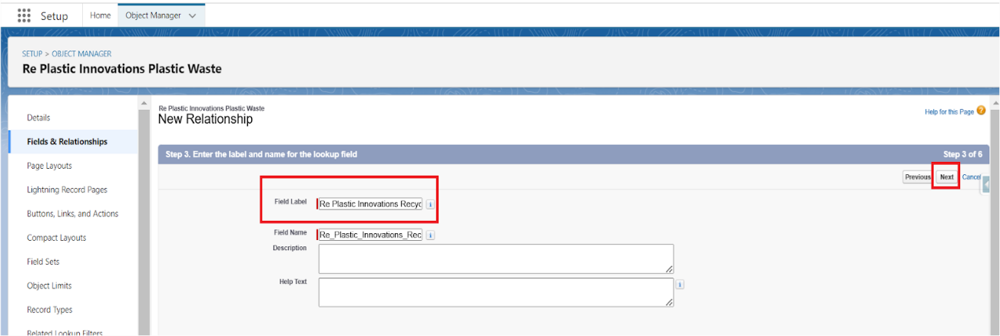 Setup Home Object Manager
SETUP > OBJECT MANAGER
Re Plastic Innovations Plastic Waste
Details
Fields & Relationships
Page Layouts
Lightning Record Pages
Buttons, Links, and Actions
Compact Layouts
Field Sets
Object Limits
Record Types
Related Lookup Filters
Re Plastic Innovations Plastic Waste
New Relationship
Help for this Page ?
Step 3. Enter the label and name for the lookup field Step 3 of 6
Previous Next Cancel
Field Label Re Plastic Innovations Recyc i
Field Name Re_Plastic_Innovations_Rec i
Description
Help Text i